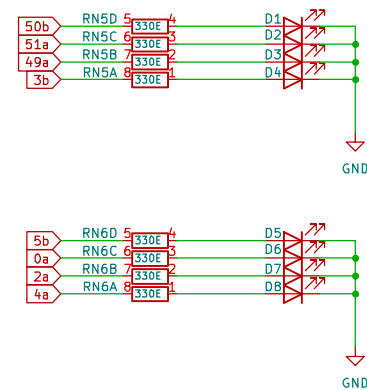 50b RN5D 5 330E 4 D1
51a RN5C 6 330E 3 D2
49a RN5B 7 330E 2 D3
3b RN5A 8 330E 1 D4
GND
5b RN6D 5 330E 4 D5
0a RN6C 6 330E 3 D6
2a RN6B 7 330E 2 D7
4a RN6A 8 330E 1 D8
GND